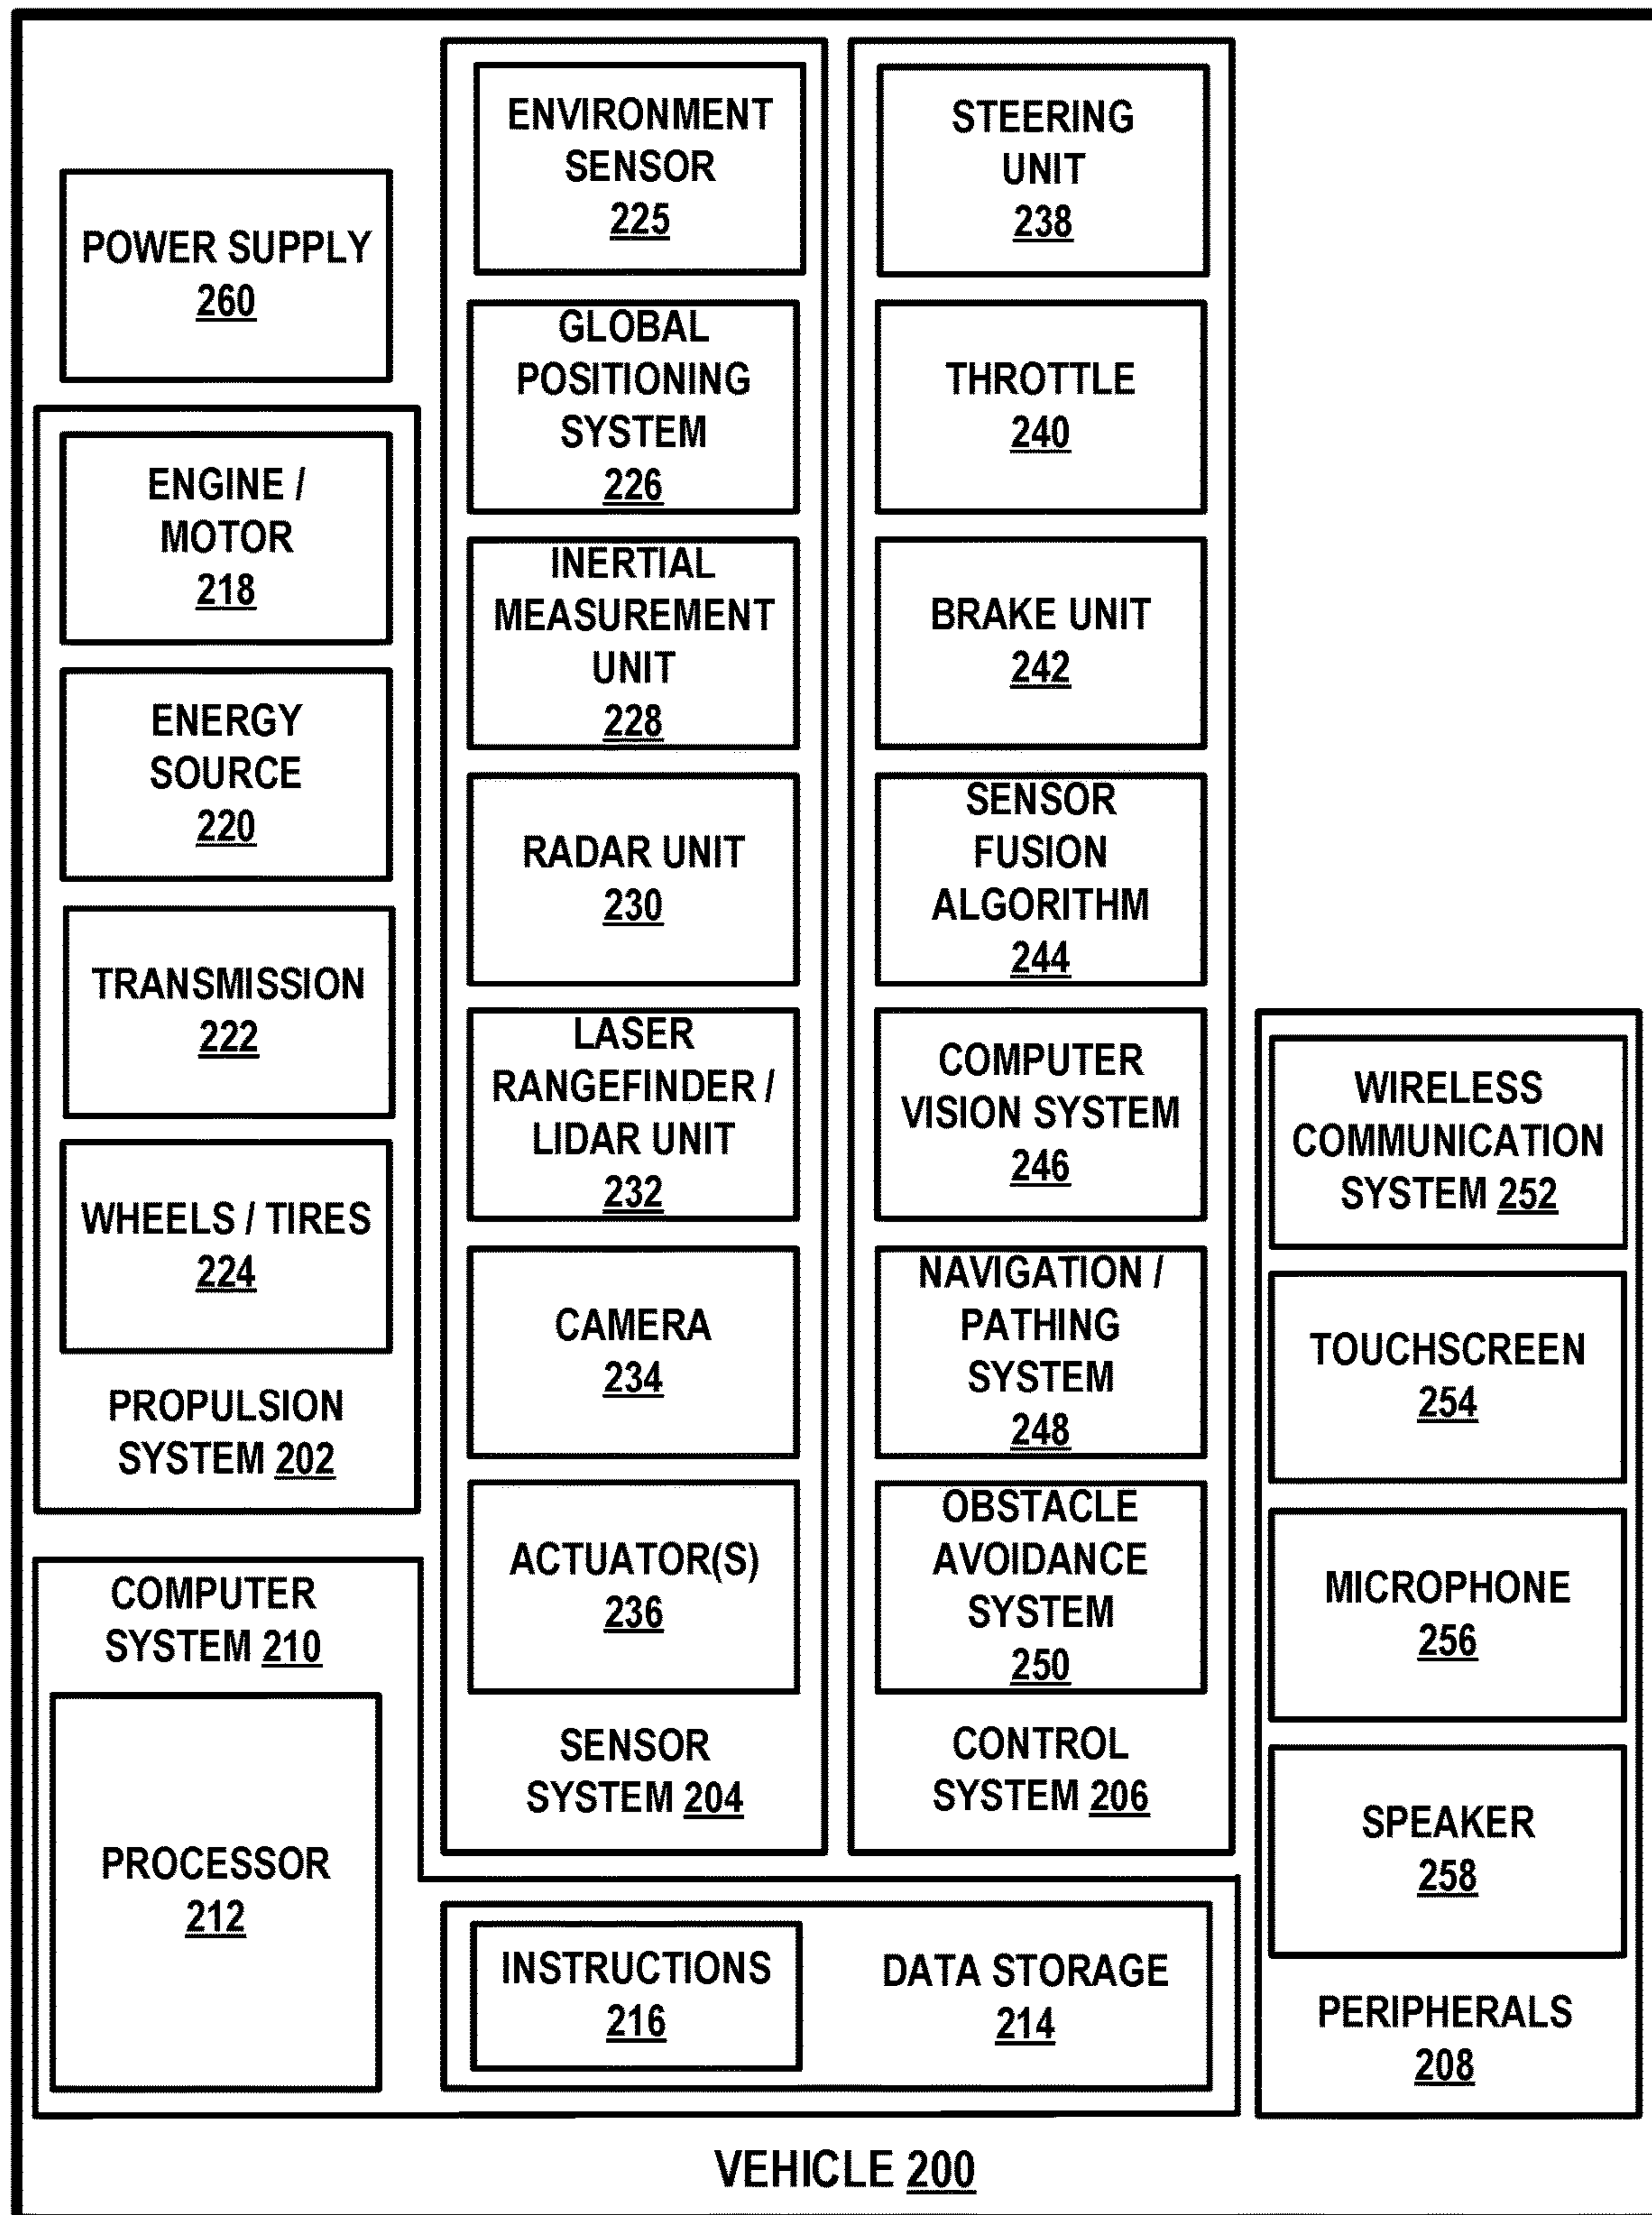 POWER SUPPLY
260
ENGINE /
MOTOR
218
ENERGY
SOURCE
220
TRANSMISSION
222
WHEELS / TIRES
224
PROPULSION
SYSTEM 202
COMPUTER
SYSTEM 210
PROCESSOR
212
ENVIRONMENT
SENSOR
225
GLOBAL
POSITIONING
SYSTEM
226
INERTIAL
MEASUREMENT
UNIT
228
RADAR UNIT
230
LASER
RANGEFINDER /
LIDAR UNIT
232
CAMERA
234
ACTUATOR(S)
236
SENSOR
SYSTEM 204
STEERING
UNIT
238
THROTTLE
240
BRAKE UNIT
242
SENSOR
FUSION
ALGORITHM
244
COMPUTER
VISION SYSTEM
246
NAVIGATION /
PATHING
SYSTEM
248
OBSTACLE
AVOIDANCE
SYSTEM
250
CONTROL
SYSTEM 206
INSTRUCTIONS
216
DATA STORAGE
214
WIRELESS
COMMUNICATION
SYSTEM 252
TOUCHSCREEN
254
MICROPHONE
256
SPEAKER
258
PERIPHERALS
208
VEHICLE 200